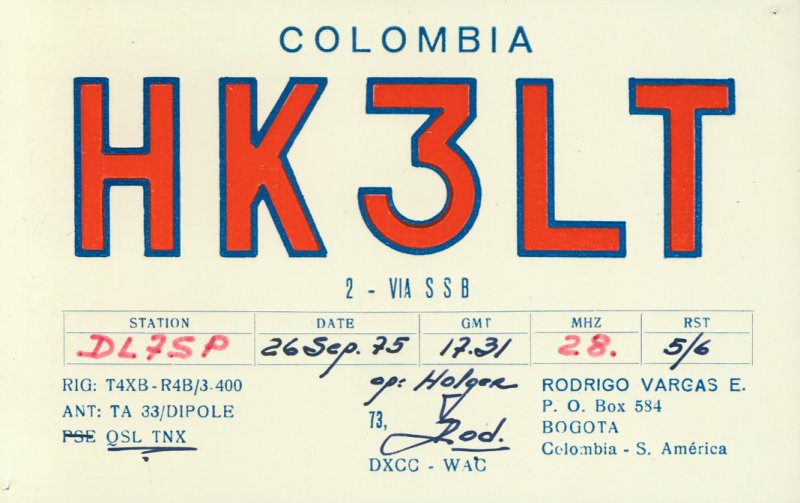 COLOMBIA
HK3LT
2 - VIA SSB
STATION DATE GMT MHZ RST
DL7SP 26 Sep. 75 17.31 28. 5/6
RIG: T4XB-R4B/3-400
ANT: TA 33/DIPOLE
PSE QSL TNX
op: Holger
73,
Rod.
DXCC - WAC
RODRIGO VARGAS E.
P. O. Box 584
BOGOTA
Colombia - S. América